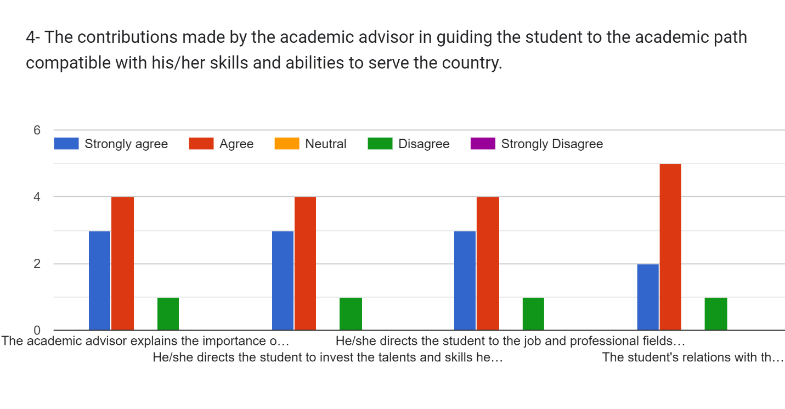 4- The contributions made by the academic advisor in guiding the student to the academic path
compatible with his/her skills and abilities to serve the country.
6
Strongly agree Agree Neutral Disagree Strongly Disagree
4
2
0
The academic advisor explains the importance o… He/she directs the student to the job and professional fields…
He/she directs the student to invest the talents and skills he… The student's relations with th…